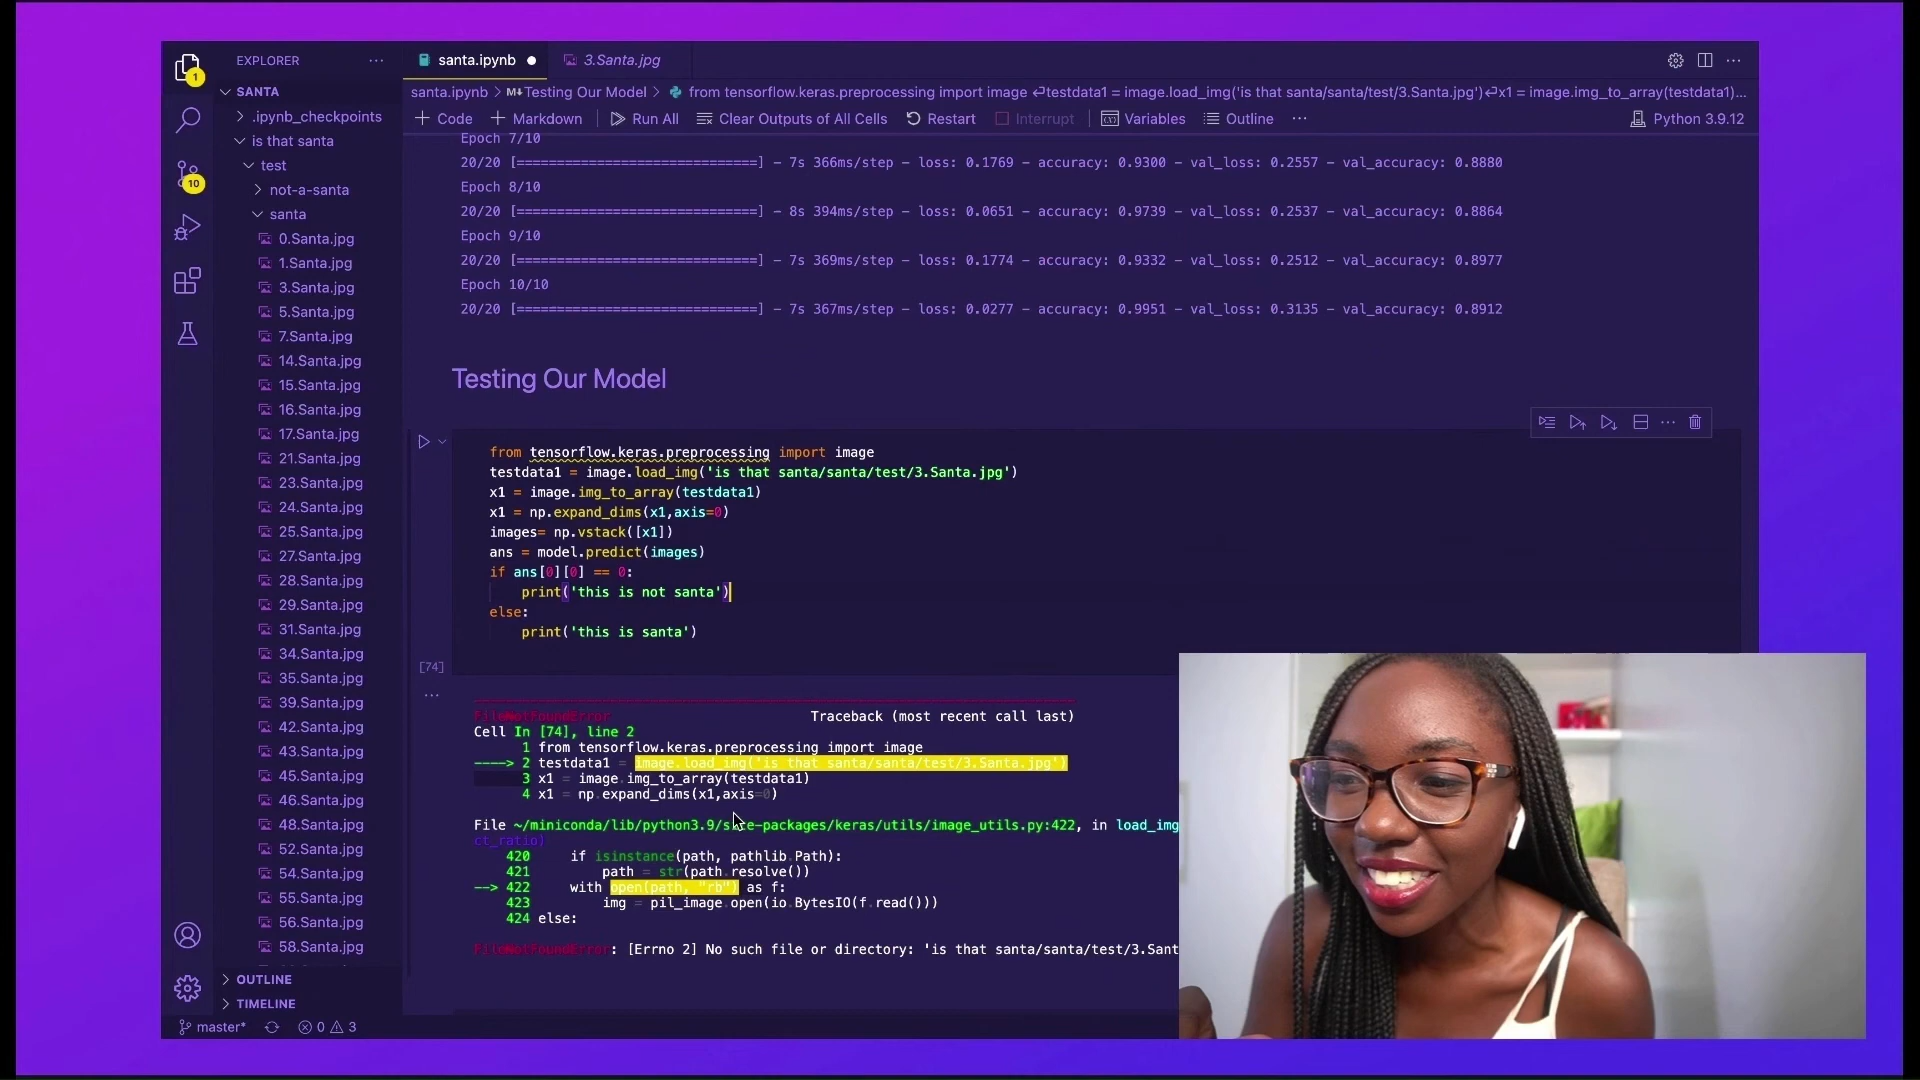 EXPLORER
SANTA
.ipynb_checkpoints
is that santa
test
not-a-santa
santa
0.Santa.jpg
1.Santa.jpg
3.Santa.jpg
5.Santa.jpg
7.Santa.jpg
14.Santa.jpg
15.Santa.jpg
16.Santa.jpg
17.Santa.jpg
21.Santa.jpg
23.Santa.jpg
24.Santa.jpg
25.Santa.jpg
27.Santa.jpg
28.Santa.jpg
29.Santa.jpg
31.Santa.jpg
34.Santa.jpg
35.Santa.jpg
39.Santa.jpg
42.Santa.jpg
43.Santa.jpg
45.Santa.jpg
46.Santa.jpg
48.Santa.jpg
52.Santa.jpg
54.Santa.jpg
55.Santa.jpg
56.Santa.jpg
58.Santa.jpg
OUTLINE
TIMELINE
1
10
santa.ipynb
3.Santa.jpg
santa.ipynb > M↓Testing Our Model > from tensorflow.keras.preprocessing import image ↵testdata1 = image.load_img('is that santa/santa/test/3.Santa.jpg')↵x1 = image.img_to_array(testdata1)...
+ Code + Markdown Run All Clear Outputs of All Cells Restart Interrupt Variables Outline ··· Python 3.9.12
Epoch 7/10
20/20 [==============================] - 7s 366ms/step - loss: 0.1769 - accuracy: 0.9300 - val_loss: 0.2557 - val_accuracy: 0.8880
Epoch 8/10
20/20 [==============================] - 8s 394ms/step - loss: 0.0651 - accuracy: 0.9739 - val_loss: 0.2537 - val_accuracy: 0.8864
Epoch 9/10
20/20 [==============================] - 7s 369ms/step - loss: 0.1774 - accuracy: 0.9332 - val_loss: 0.2512 - val_accuracy: 0.8977
Epoch 10/10
20/20 [==============================] - 7s 367ms/step - loss: 0.0277 - accuracy: 0.9951 - val_loss: 0.3135 - val_accuracy: 0.8912
Testing Our Model
from tensorflow.keras.preprocessing import image
testdata1 = image.load_img('is that santa/santa/test/3.Santa.jpg')
x1 = image.img_to_array(testdata1)
x1 = np.expand_dims(x1,axis=0)
images= np.vstack([x1])
ans = model.predict(images)
if ans[0][0] == 0:
print('this is not santa')
else:
print('this is santa')
[74]
FileNotFoundError Traceback (most recent call last)
Cell In [74], line 2
1 from tensorflow.keras.preprocessing import image
----> 2 testdata1 = image.load_img('is that santa/santa/test/3.Santa.jpg')
3 x1 = image.img_to_array(testdata1)
4 x1 = np.expand_dims(x1,axis=0)
File ~/miniconda/lib/python3.9/site-packages/keras/utils/image_utils.py:422, in load_img
ct_ratio)
420 if isinstance(path, pathlib.Path):
421 path = str(path.resolve())
--> 422 with open(path, "rb") as f:
423 img = pil_image.open(io.BytesIO(f.read()))
424 else:
FileNotFoundError: [Errno 2] No such file or directory: 'is that santa/santa/test/3.Sant
master* 0 3